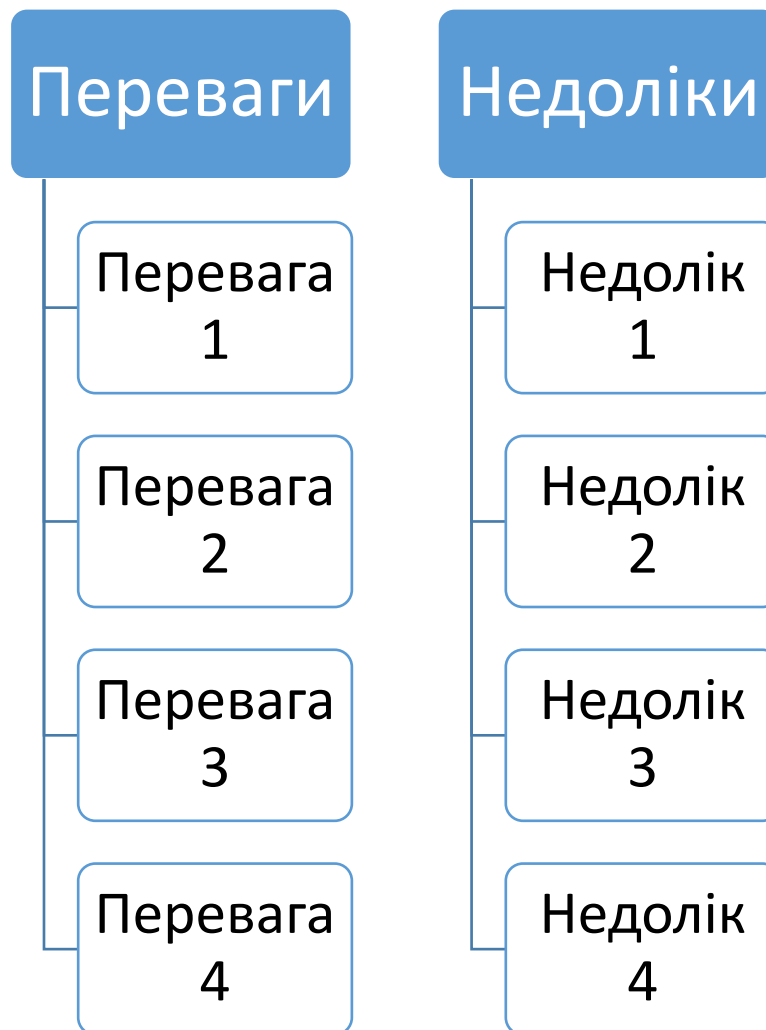 Переваги
Перевага
1
Перевага
2
Перевага
3
Перевага
4
Недоліки
Недолік
1
Недолік
2
Недолік
3
Недолік
4